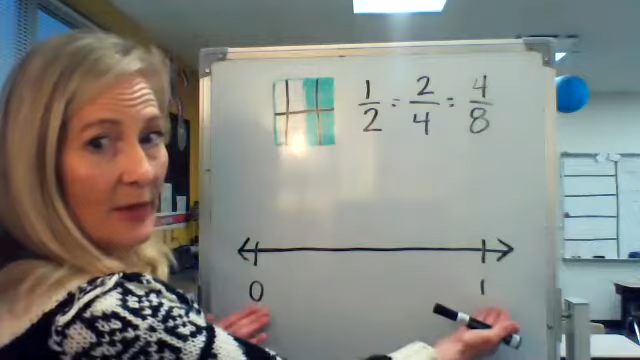 1/2 = 2/4 = 4/8
0 1